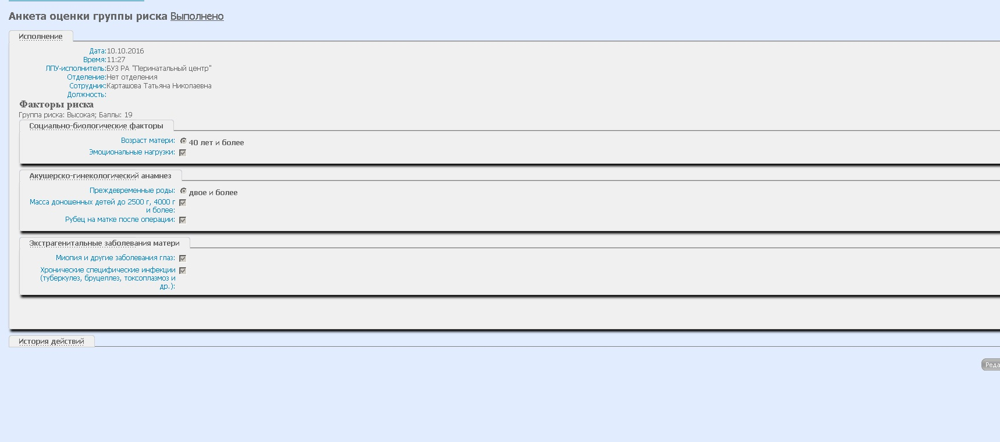 Анкета оценки группы риска Выполнено
Исполнение
Дата:10.10.2016
Время:11:27
ЛПУ-исполнитель:БУЗ РА "Перинатальный центр"
Отделение:Нет отделения
Сотрудник:Карташова Татьяна Николаевна
Должность:
Факторы риска
Группа риска: Высокая; Баллы: 19
Социально-биологические факторы
Возраст матери: 40 лет и более
Эмоциональные нагрузки:
Акушерско-гинекологический анамнез
Преждевременные роды: двое и более
Масса доношенных детей до 2500 г, 4000 г
и более:
Рубец на матке после операции:
Экстрагенитальные заболевания матери
Миопия и другие заболевания глаз:
Хронические специфические инфекции
(туберкулез, бруцеллез, токсоплазмоз и
др.):
История действий
Реда